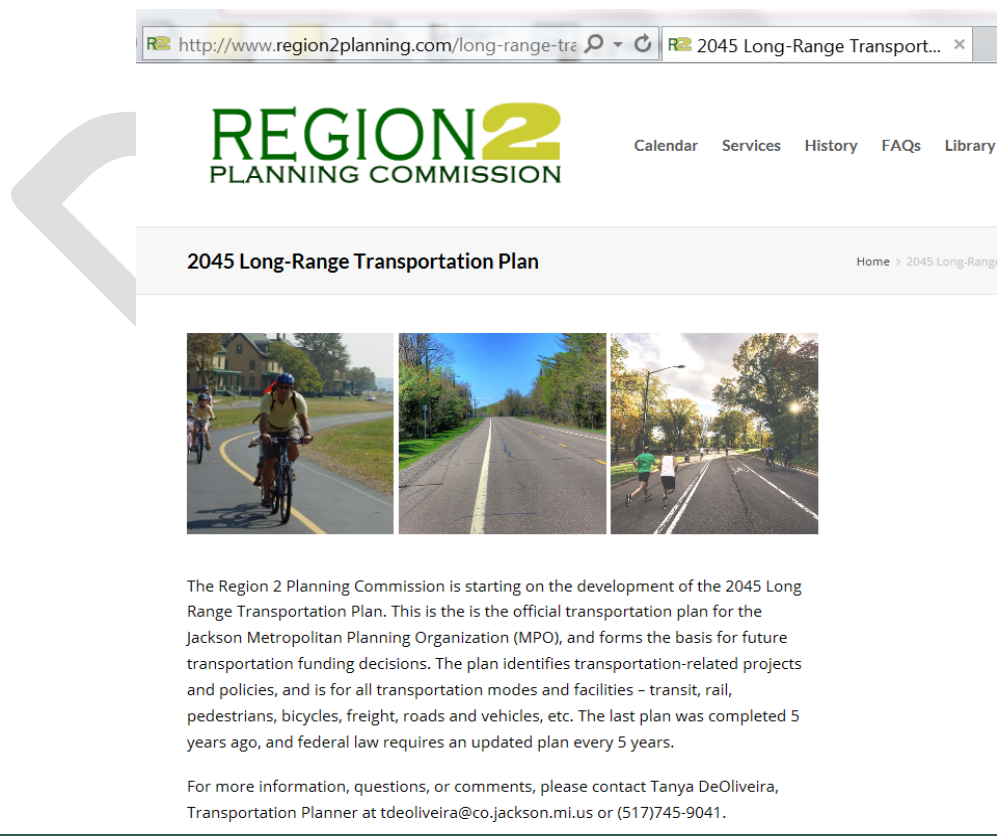 http://www.region2planning.com/long-range-tra
R2 2045 Long-Range Transport... ×
REGION2
PLANNING COMMISSION
Calendar Services History FAQs Library
2045 Long-Range Transportation Plan
Home > 2045 Long-Range
The Region 2 Planning Commission is starting on the development of the 2045 Long
Range Transportation Plan. This is the is the official transportation plan for the
Jackson Metropolitan Planning Organization (MPO), and forms the basis for future
transportation funding decisions. The plan identifies transportation-related projects
and policies, and is for all transportation modes and facilities – transit, rail,
pedestrians, bicycles, freight, roads and vehicles, etc. The last plan was completed 5
years ago, and federal law requires an updated plan every 5 years.
For more information, questions, or comments, please contact Tanya DeOliveira,
Transportation Planner at tdeoliveira@co.jackson.mi.us or (517)745-9041.